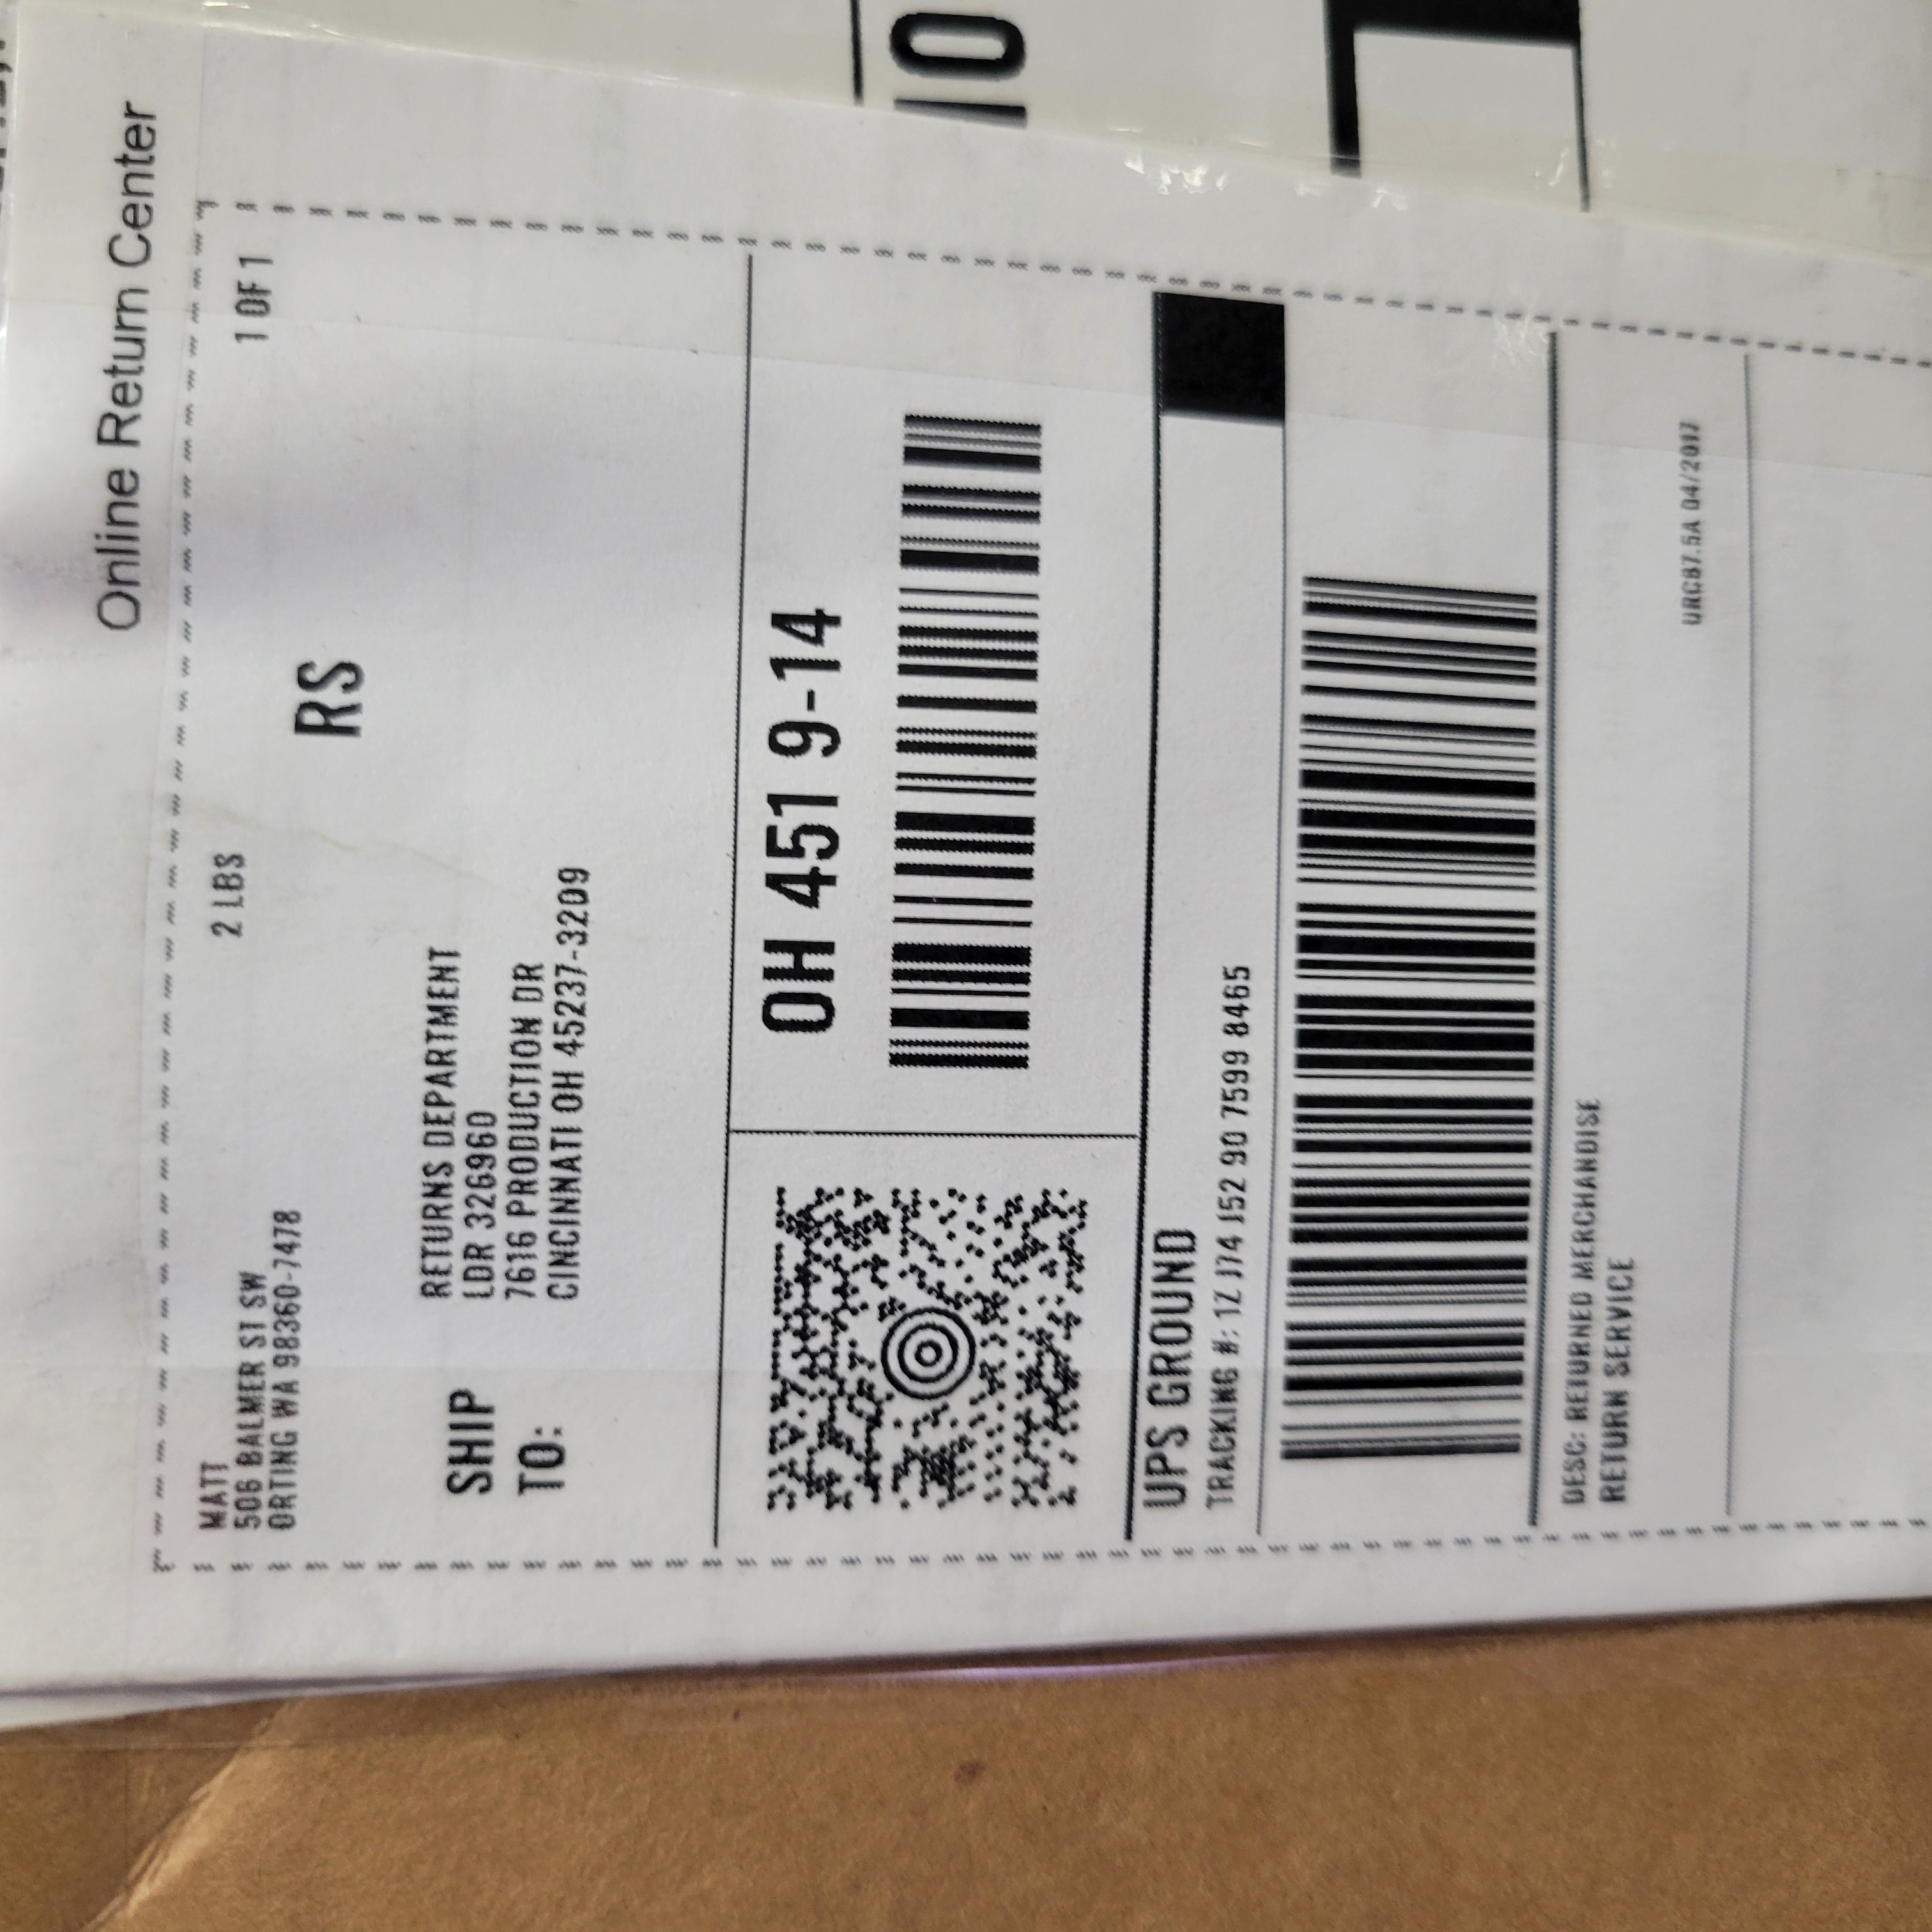 Online Return Center
MATT
506 BALMER ST SW
ORTING WA 98360-7478
2 LBS
1 OF 1
RS
SHIP
TO:
RETURNS DEPARTMENT
LDR 326960
7616 PRODUCTION DR
CINCINNATI OH 45237-3209
OH 451 9-14
UPS GROUND
TRACKING #: 1Z J74 J52 90 7599 8465
DESC: RETURNED MERCHANDISE
RETURN SERVICE
URC87.5A 04/2017